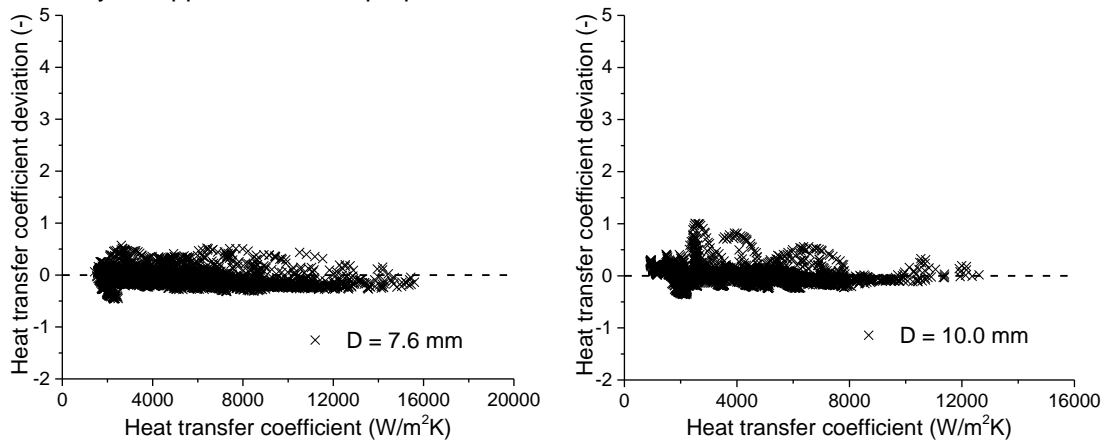 Heat transfer coefficient deviation (-)
5
4
3
2
1
0
-1
-2
× D = 7.6 mm
0 4000 8000 12000 16000 20000
Heat transfer coefficient (W/m²K)
Heat transfer coefficient deviation (-)
5
4
3
2
1
0
-1
-2
× D = 10.0 mm
0 4000 8000 12000 16000
Heat transfer coefficient (W/m²K)